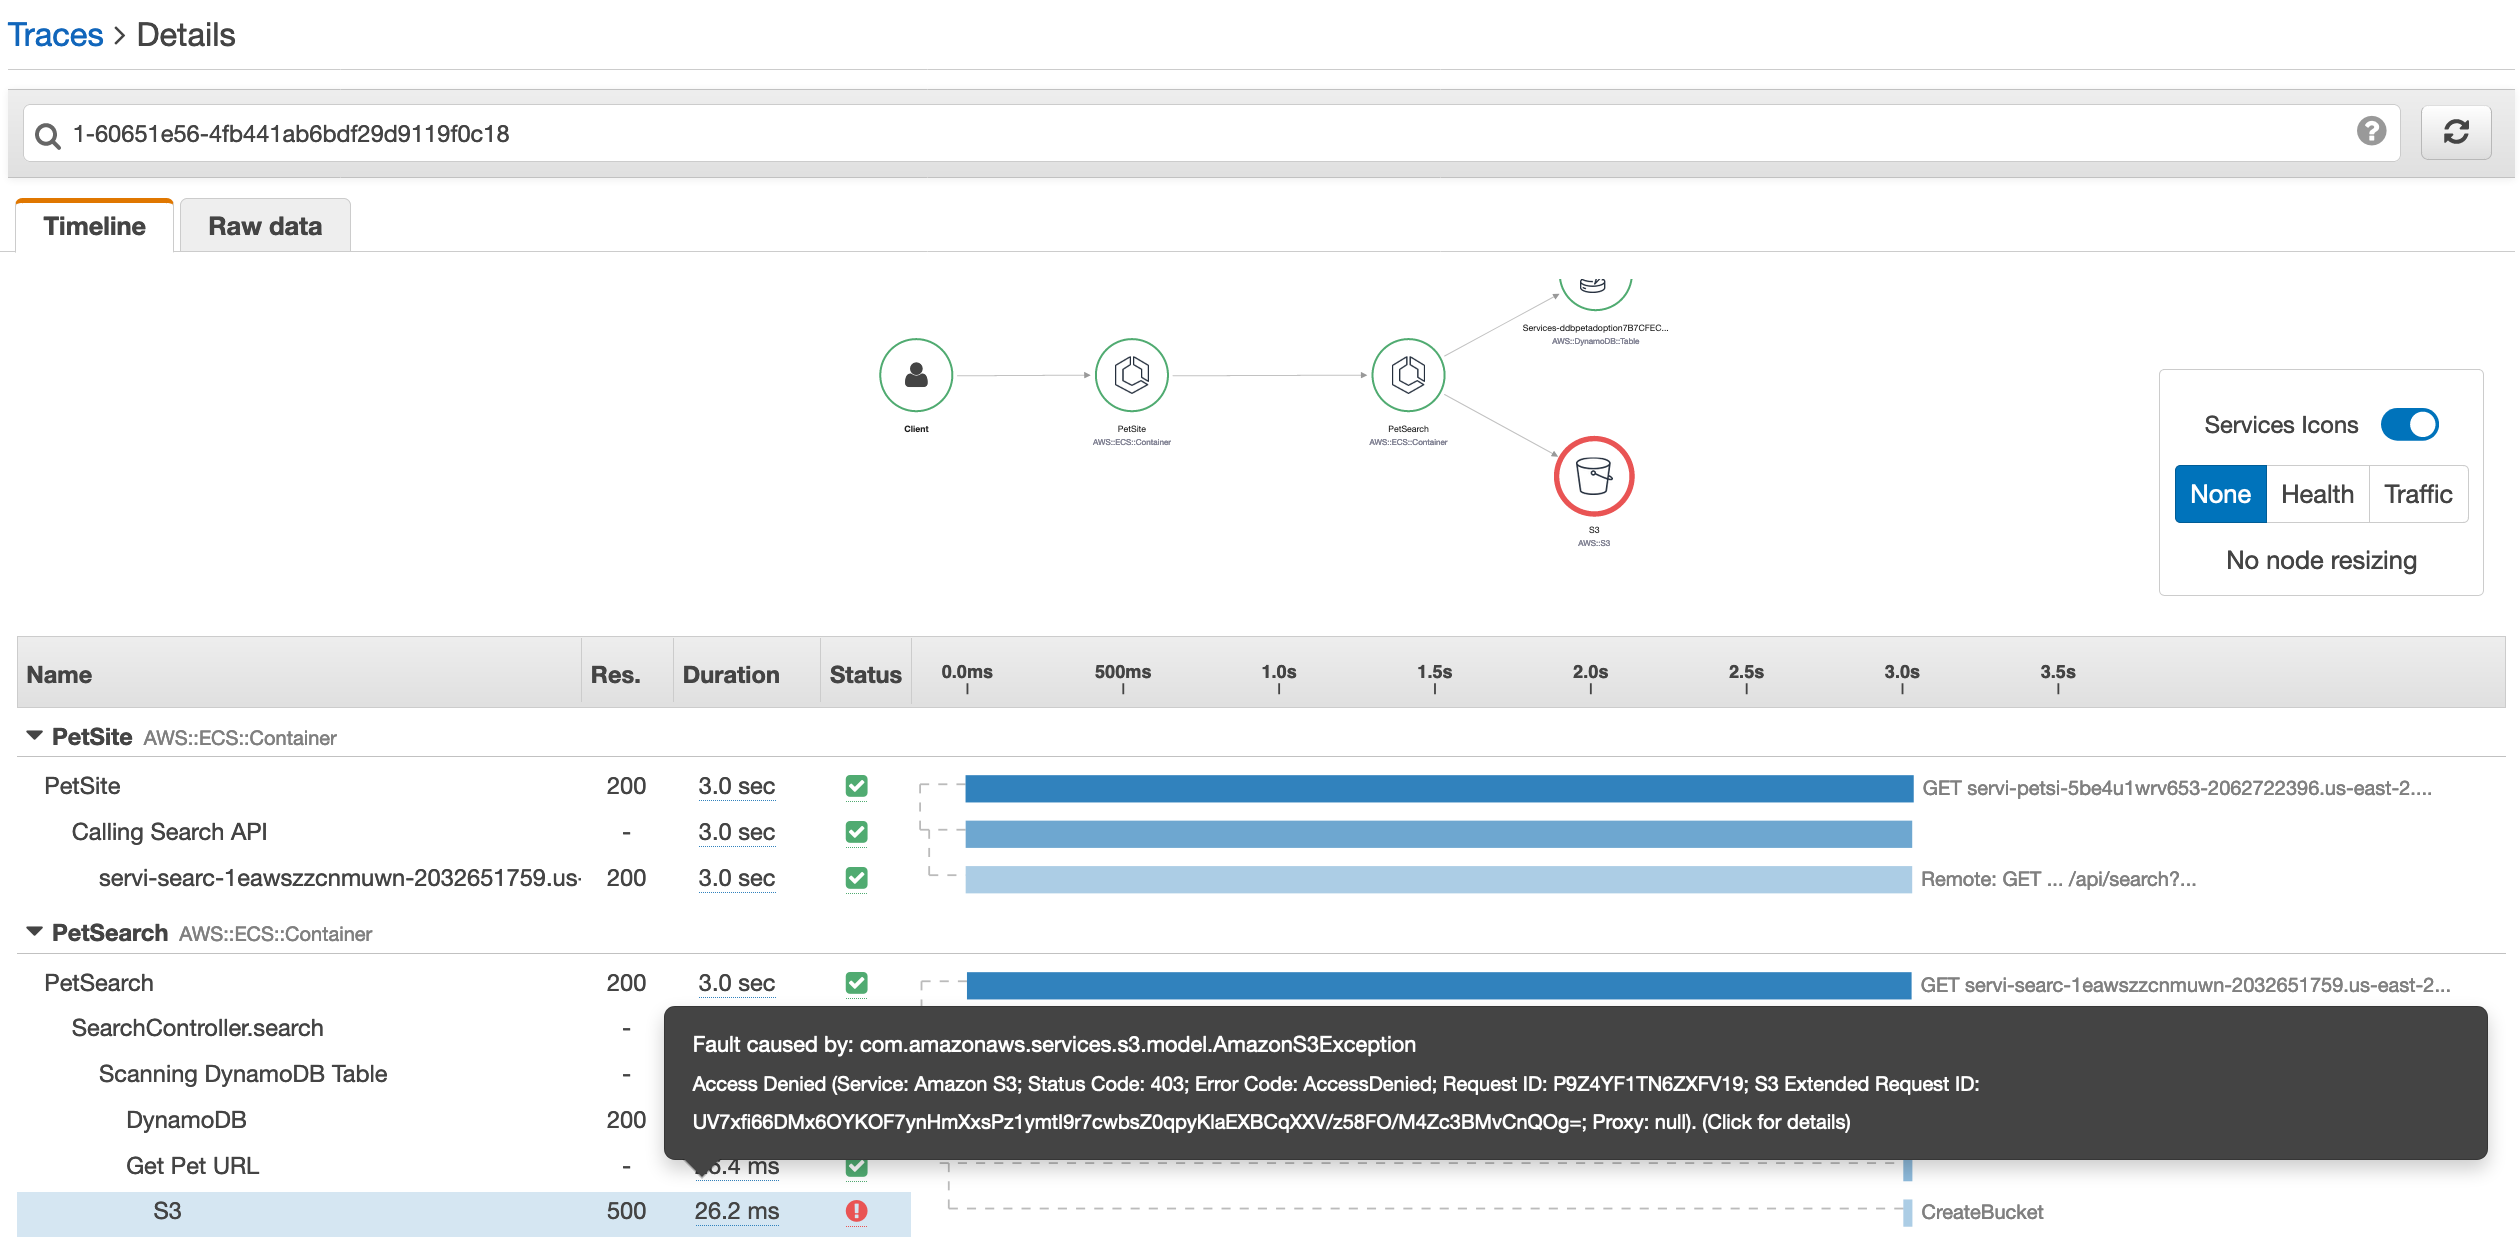 Traces > Details
1-60651e56-4fb441ab6bdf29d9119f0c18
Timeline Raw data
Services-ddbpetadoption7B7CFEC...
AWS::DynamoDB::Table
Client
PetSite
AWS::ECS::Container
PetSearch
AWS::ECS::Container
S3
AWS::S3
Services Icons
None Health Traffic
No node resizing
Name Res. Duration Status 0.0ms 500ms 1.0s 1.5s 2.0s 2.5s 3.0s 3.5s
PetSite AWS::ECS::Container
PetSite 200 3.0 sec GET servi-petsi-5be4u1wrv653-2062722396.us-east-2....
Calling Search API - 3.0 sec
servi-searc-1eawszzcnmuwn-2032651759.us- 200 3.0 sec Remote: GET ... /api/search?...
PetSearch AWS::ECS::Container
PetSearch 200 3.0 sec GET servi-searc-1eawszzcnmuwn-2032651759.us-east-2...
SearchController.search -
Fault caused by: com.amazonaws.services.s3.model.AmazonS3Exception
Scanning DynamoDB Table -
Access Denied (Service: Amazon S3; Status Code: 403; Error Code: AccessDenied; Request ID: P9Z4YF1TN6ZXFV19; S3 Extended Request ID:
DynamoDB 200
UV7xfi66DMx6OYKOF7ynHmXxsPz1ymtI9r7cwbsZ0qpyKlaEXBCqXXV/z58FO/M4Zc3BMvCnQOg=; Proxy: null). (Click for details)
Get Pet URL - ms
S3 500 26.2 ms CreateBucket